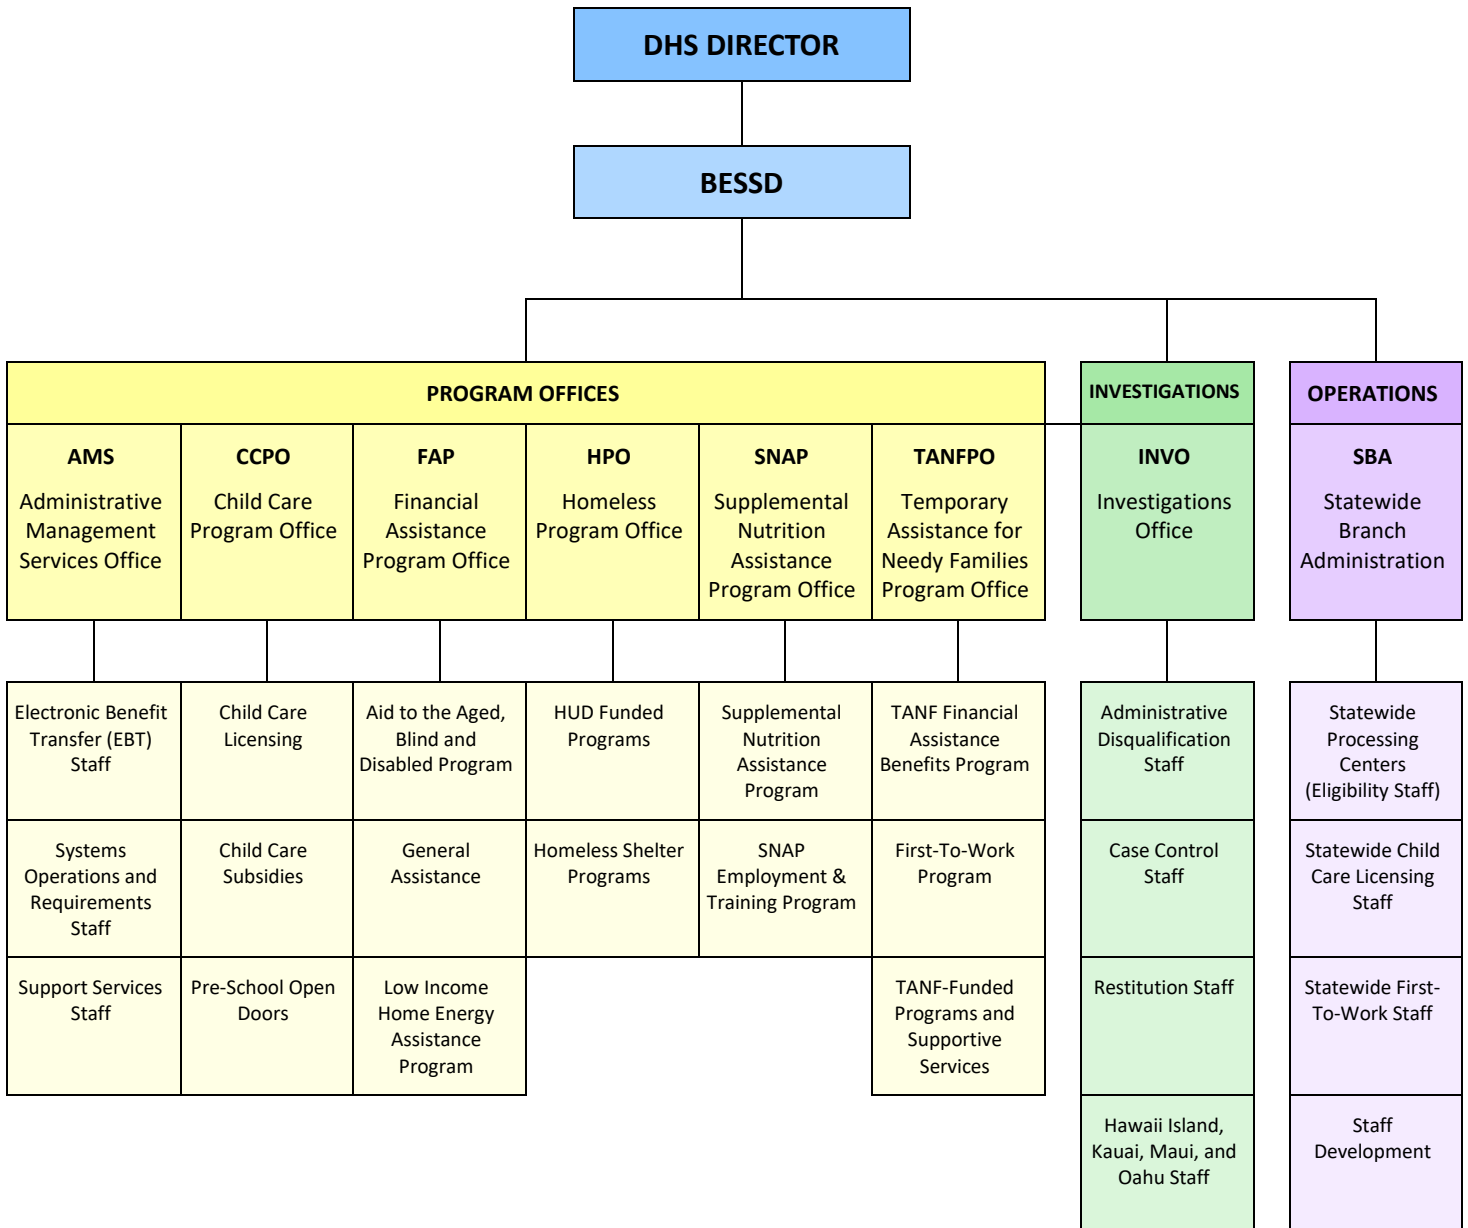 DHS DIRECTOR
BESSD
PROGRAM OFFICES
INVESTIGATIONS
OPERATIONS
AMS
Administrative
Management
Services Office
CCPO
Child Care
Program Office
FAP
Financial
Assistance
Program Office
HPO
Homeless
Program Office
SNAP
Supplemental
Nutrition
Assistance
Program Office
TANFPO
Temporary
Assistance for
Needy Families
Program Office
INVO
Investigations
Office
SBA
Statewide
Branch
Administration
Electronic Benefit
Transfer (EBT)
Staff
Child Care
Licensing
Aid to the Aged,
Blind and
Disabled Program
HUD Funded
Programs
Supplemental
Nutrition
Assistance
Program
TANF Financial
Assistance
Benefits Program
Administrative
Disqualification
Staff
Statewide
Processing
Centers
(Eligibility Staff)
Systems
Operations and
Requirements
Staff
Child Care
Subsidies
General
Assistance
Homeless Shelter
Programs
SNAP
Employment &
Training Program
First-To-Work
Program
Case Control
Staff
Statewide Child
Care Licensing
Staff
Support Services
Staff
Pre-School Open
Doors
Low Income
Home Energy
Assistance
Program
TANF-Funded
Programs and
Supportive
Services
Restitution Staff
Statewide First-
To-Work Staff
Hawaii Island,
Kauai, Maui, and
Oahu Staff
Staff
Development